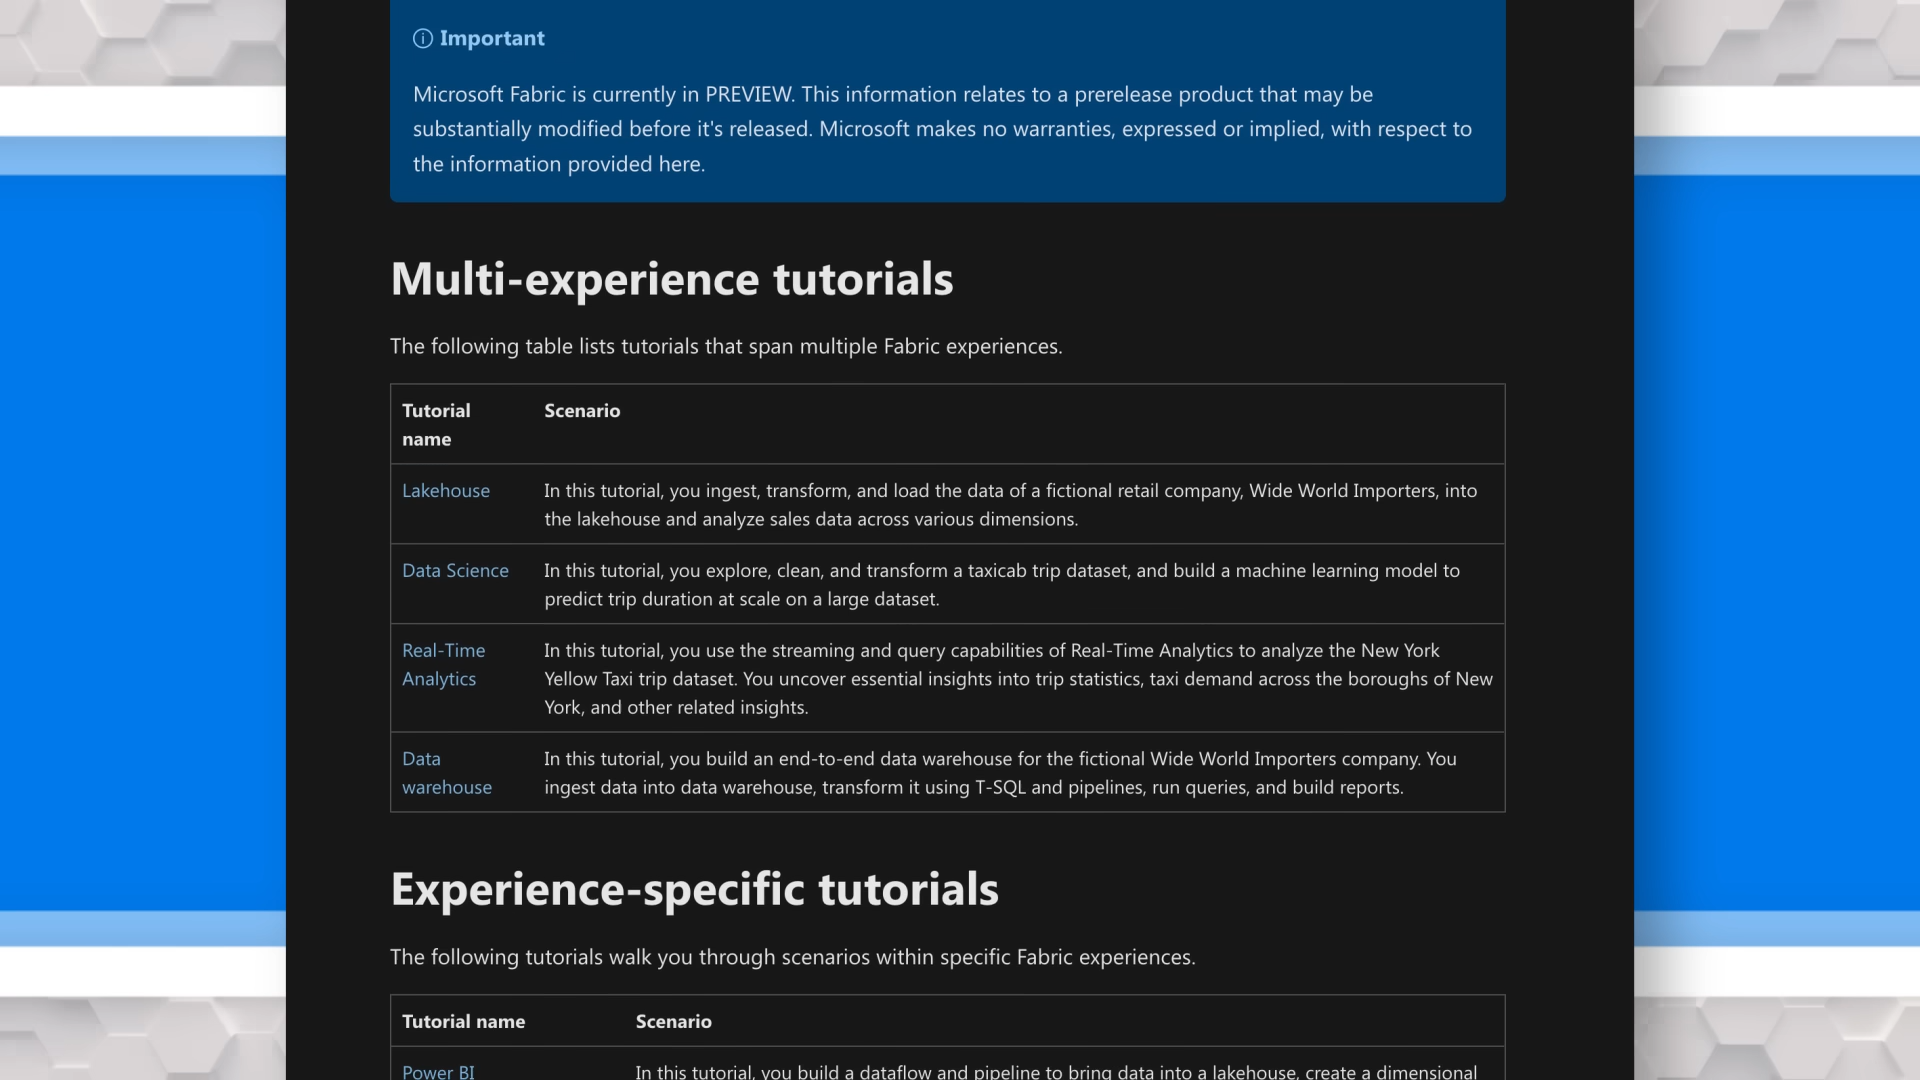 Important
Microsoft Fabric is currently in PREVIEW. This information relates to a prerelease product that may be
substantially modified before it's released. Microsoft makes no warranties, expressed or implied, with respect to
the information provided here.
Multi-experience tutorials
The following table lists tutorials that span multiple Fabric experiences.
Tutorial name	Scenario
Lakehouse	In this tutorial, you ingest, transform, and load the data of a fictional retail company, Wide World Importers, into
the lakehouse and analyze sales data across various dimensions.
Data Science	In this tutorial, you explore, clean, and transform a taxicab trip dataset, and build a machine learning model to
predict trip duration at scale on a large dataset.
Real-Time	In this tutorial, you use the streaming and query capabilities of Real-Time Analytics to analyze the New York
Analytics	Yellow Taxi trip dataset. You uncover essential insights into trip statistics, taxi demand across the boroughs of New
York, and other related insights.
Data	In this tutorial, you build an end-to-end data warehouse for the fictional Wide World Importers company. You
warehouse	ingest data into data warehouse, transform it using T-SQL and pipelines, run queries, and build reports.
Experience-specific tutorials
The following tutorials walk you through scenarios within specific Fabric experiences.
Tutorial name	Scenario
Power BI	In this tutorial, you build a dataflow and pipeline to bring data into a lakehouse, create a dimensional